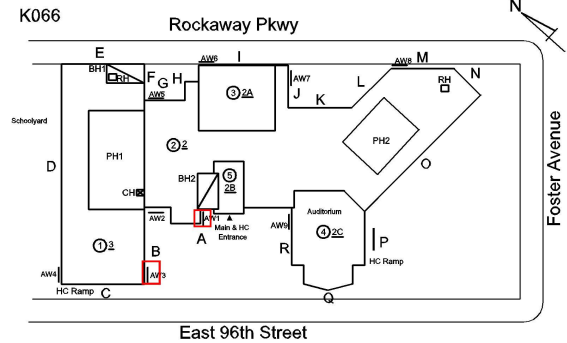 K066
N
Rockaway Pkwy
E
AW6
I
AW8
M
BH1
RH
F
G
H
AW7
L
N
AW5
J
RH
3 2A
K
Schoolyard
2 2
PH1
PH2
Foster Avenue
D
BH2
5
2B
O
CH
AW2
AW1
Main & HC
Entrance
Auditorium
AW9
4 2C
A
1 3
B
R
P
HC Ramp
AW4
AW3
HC Ramp
C
Q
East 96th Street